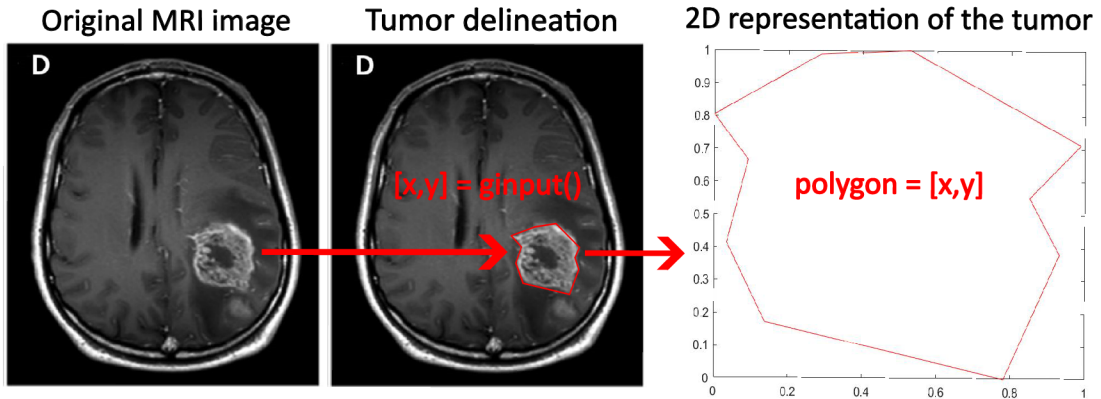 Original MRI image
Tumor delineation
2D representation of the tumor
D
D
[x,y] = ginput()
polygon = [x,y]
1
0.9
0.8
0.7
0.6
0.5
0.4
0.3
0.2
0.1
0
0
0.2
0.4
0.6
0.8
1